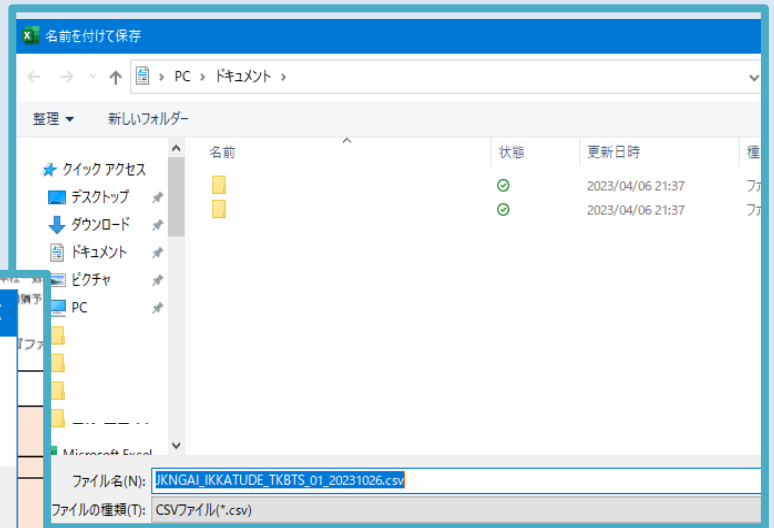 名前を付けて保存
PC › ドキュメント ›
整理 ▼ 新しいフォルダー
名前 状態 更新日時 種
クイック アクセス
デスクトップ
ダウンロード
ドキュメント
ピクチャ
PC
2023/04/06 21:37 ファ
2023/04/06 21:37 ファ
ファイル名(N): JKNGAI_IKKATUDE_TKBTS_01_20231026.csv
ファイルの種類(T): CSVファイル(*.csv)